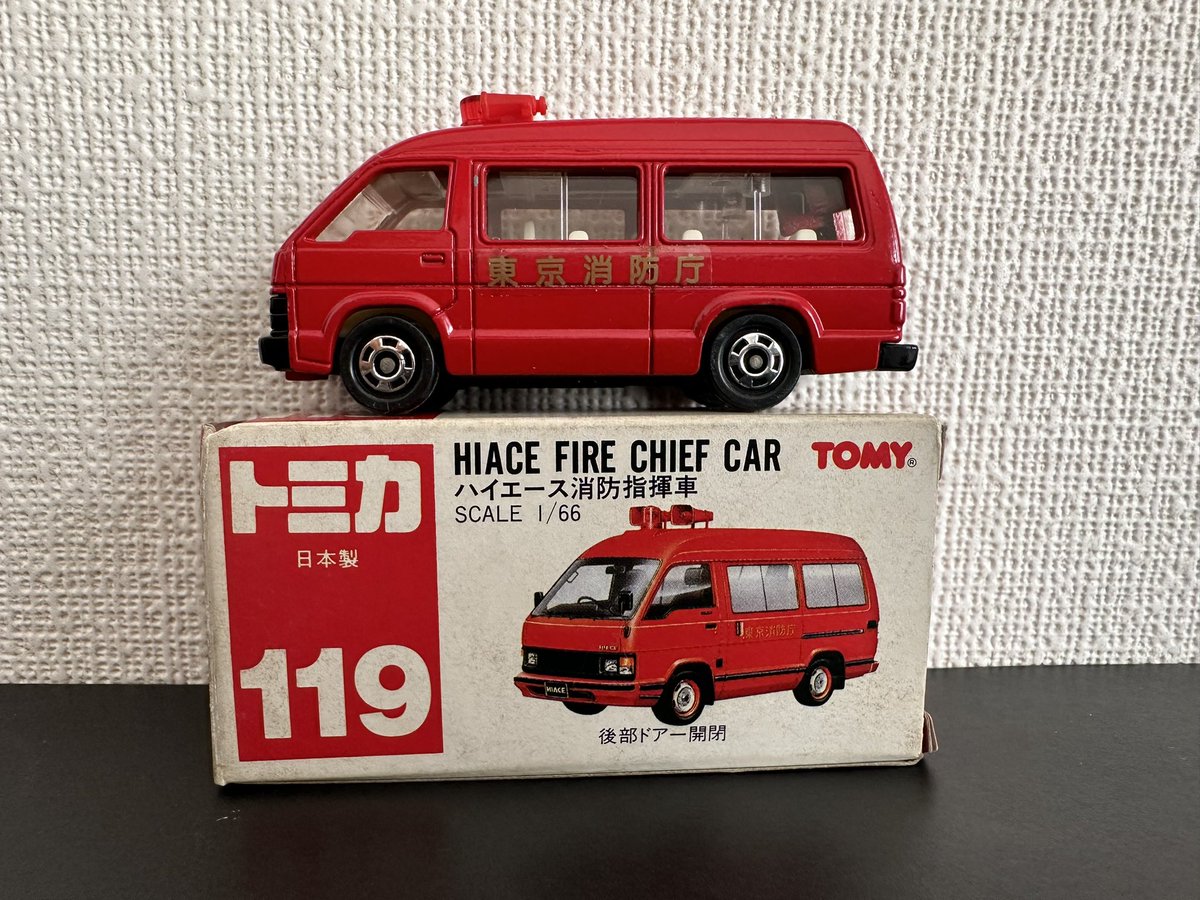 東京消防庁
トミカ
日本製
119
HIACE FIRE CHIEF CAR
TOMY®
ハイエース消防指揮車
SCALE 1/66
東京消防庁
HIACE
HIACE
後部ドアー開閉